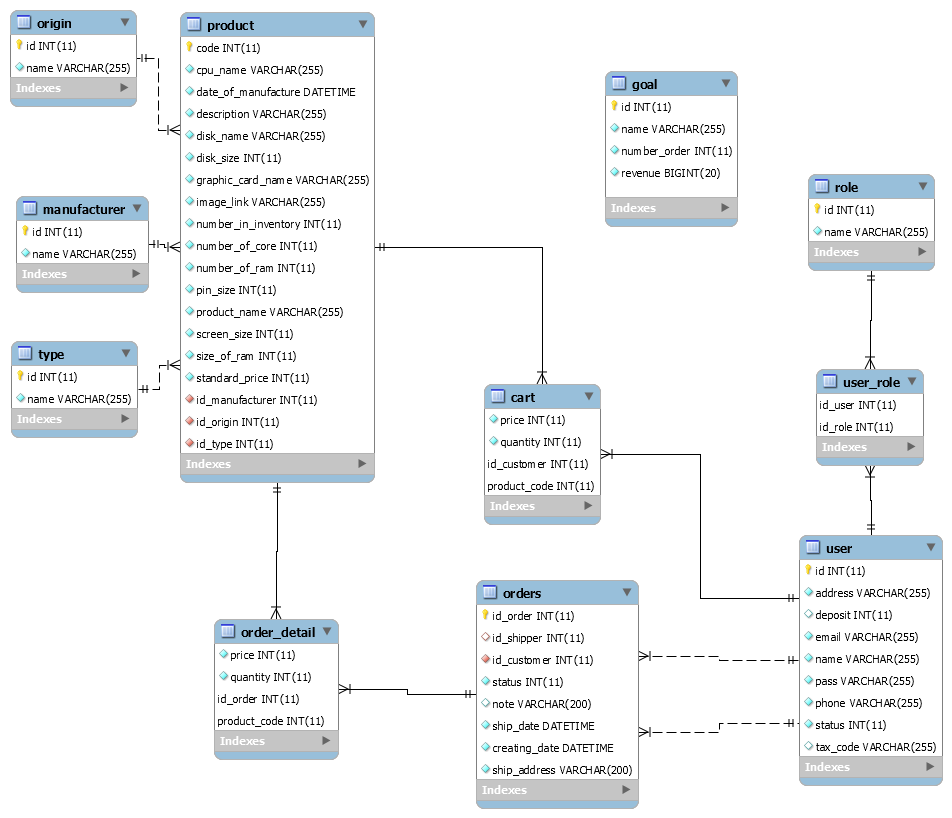 origin
id INT(11)
name VARCHAR(255)
Indexes
product
code INT(11)
cpu_name VARCHAR(255)
date_of_manufacture DATETIME
description VARCHAR(255)
disk_name VARCHAR(255)
disk_size INT(11)
graphic_card_name VARCHAR(255)
image_link VARCHAR(255)
number_in_inventory INT(11)
number_of_core INT(11)
number_of_ram INT(11)
pin_size INT(11)
product_name VARCHAR(255)
screen_size INT(11)
size_of_ram INT(11)
standard_price INT(11)
id_manufacturer INT(11)
id_origin INT(11)
id_type INT(11)
Indexes
goal
id INT(11)
name VARCHAR(255)
number_order INT(11)
revenue BIGINT(20)
Indexes
role
id INT(11)
name VARCHAR(255)
Indexes
manufacturer
id INT(11)
name VARCHAR(255)
Indexes
type
id INT(11)
name VARCHAR(255)
Indexes
cart
price INT(11)
quantity INT(11)
id_customer INT(11)
product_code INT(11)
Indexes
user_role
id_user INT(11)
id_role INT(11)
Indexes
user
id INT(11)
address VARCHAR(255)
deposit INT(11)
email VARCHAR(255)
name VARCHAR(255)
pass VARCHAR(255)
phone VARCHAR(255)
status INT(11)
tax_code VARCHAR(255)
Indexes
orders
id_order INT(11)
id_shipper INT(11)
id_customer INT(11)
status INT(11)
note VARCHAR(200)
ship_date DATETIME
creating_date DATETIME
ship_address VARCHAR(200)
Indexes
order_detail
price INT(11)
quantity INT(11)
id_order INT(11)
product_code INT(11)
Indexes